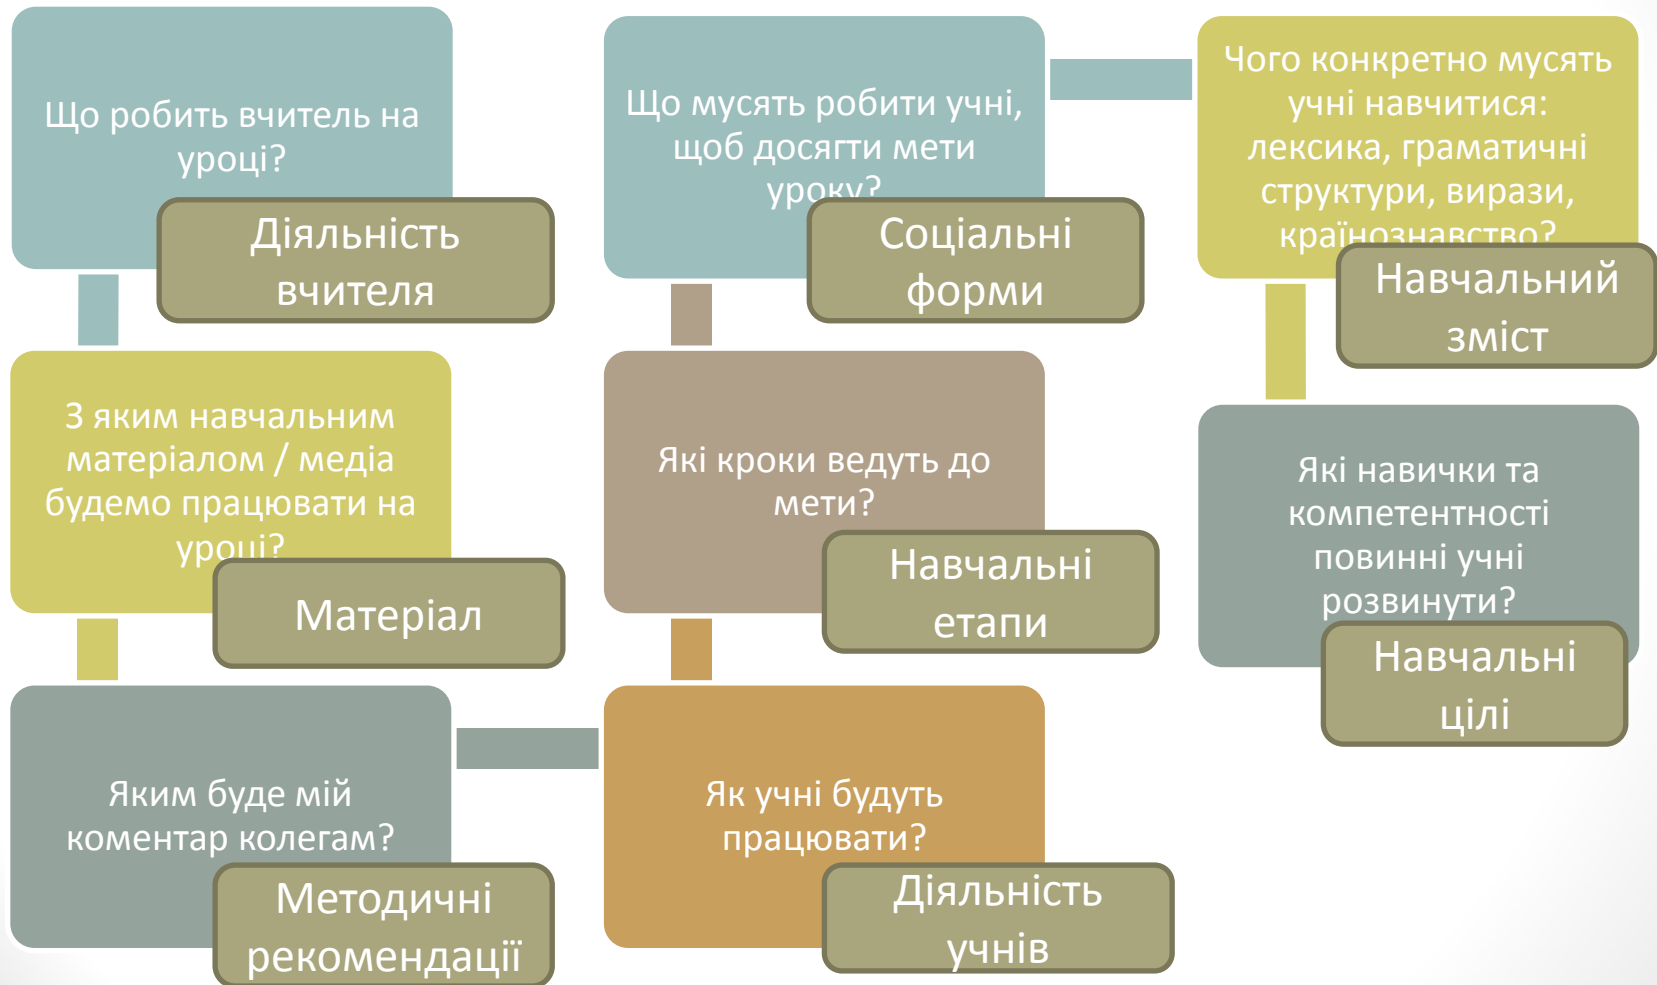 Що робить вчитель на
уроці?
Діяльність
вчителя
З яким навчальним
матеріалом / медіа
будемо працювати на
уроці?
Матеріал
Яким буде мій
коментар колегам?
Методичні
рекомендації
Як учні будуть
працювати?
Діяльність
учнів
Які кроки ведуть до
мети?
Навчальні
етапи
Що мусять робити учні,
щоб досягти мети
уроку?
Соціальні
форми
Чого конкретно мусять
учні навчитися:
лексика, граматичні
структури, вирази,
країнознавство?
Навчальний
зміст
Які навички та
компетентності
повинні учні
розвинути?
Навчальні
цілі